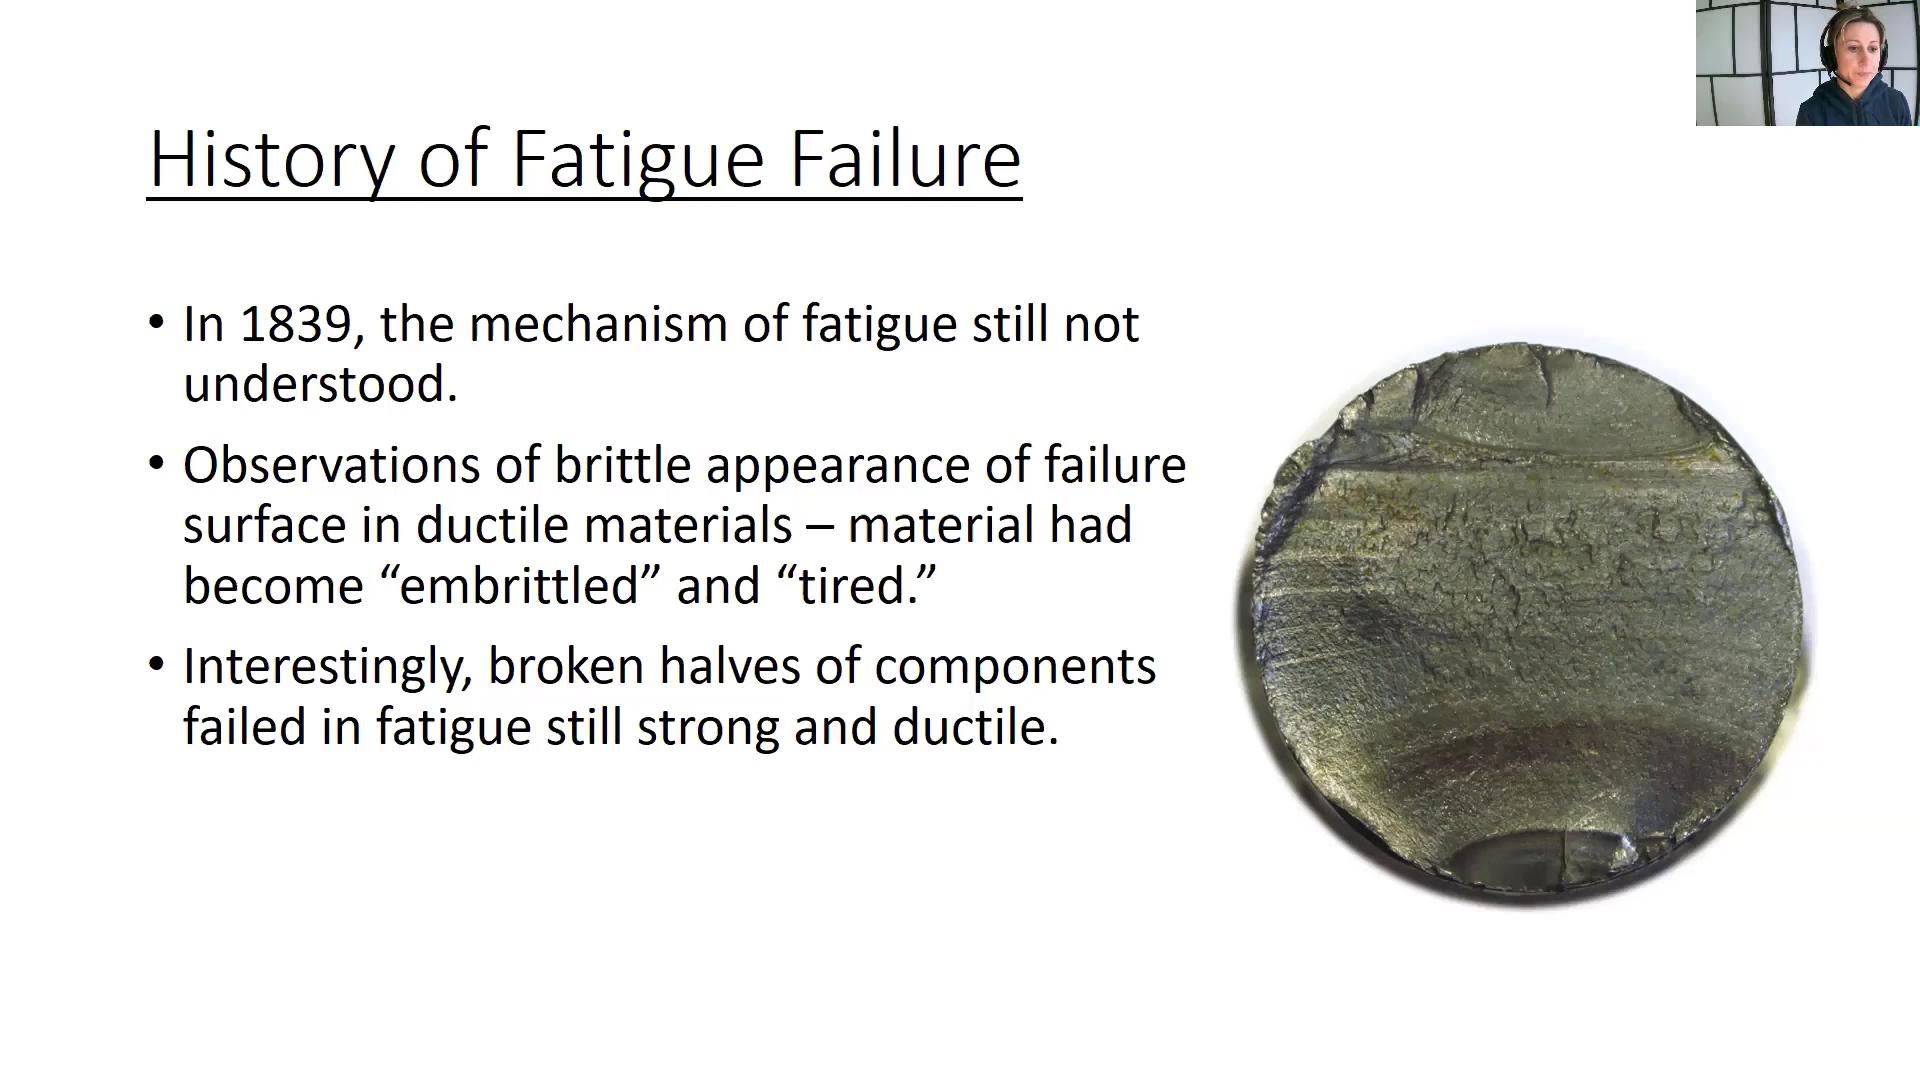 History of Fatigue Failure
• In 1839, the mechanism of fatigue still not
understood.
• Observations of brittle appearance of failure
surface in ductile materials – material had
become “embrittled” and “tired.”
• Interestingly, broken halves of components
failed in fatigue still strong and ductile.